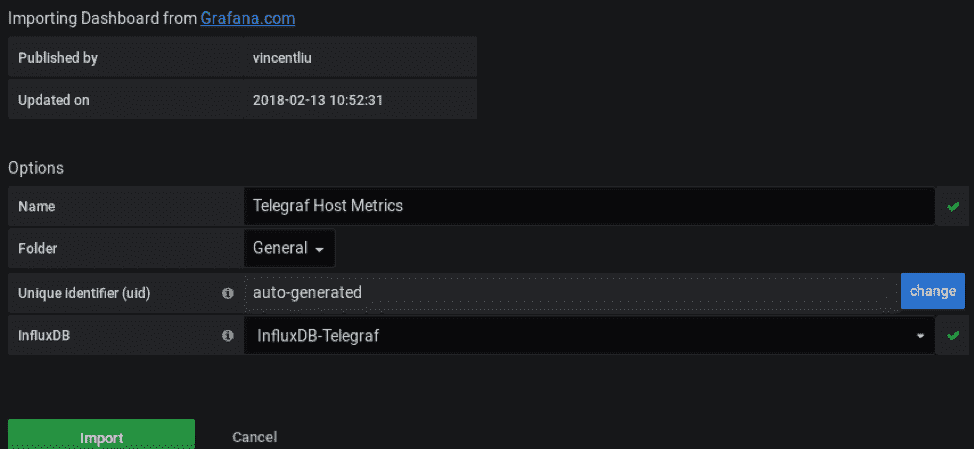 Importing Dashboard from Grafana.com
Published by vincentliu
Updated on 2018-02-13 10:52:31
Options
Name Telegraf Host Metrics
Folder General
Unique identifier (uid) auto-generated change
InfluxDB InfluxDB-Telegraf
Import Cancel